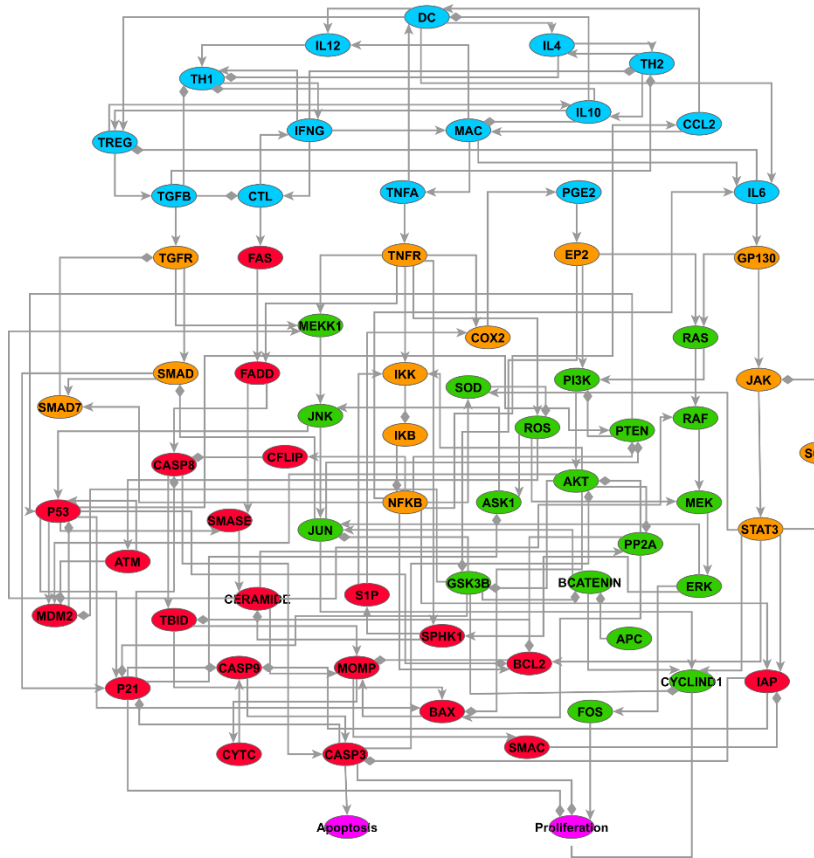 DC
IL12
IL4
TH2
TH1
IL10
CCL2
TREG
IFNG
MAC
TGFB
CTL
TNFA
PGE2
IL6
TGFR
FAS
TNFR
EP2
GP130
MEKK1
COX2
RAS
SMAD
FADD
IKK
SOD
PI3K
JAK
SMAD7
JNK
IKB
ROS
PTEN
RAF
CASP8
CFLIP
AKT
P53
SMASE
NFKB
ASK1
MEK
JUN
STAT3
PP2A
ATM
GSK3B
BCATENIN
ERK
MDM2
TBID
CERAMIDE
S1P
SPHK1
APC
CASP9
MOMP
BCL2
P21
CYCLIND1
IAP
BAX
FOS
CYTC
CASP3
SMAC
Apoptosis
Proliferation